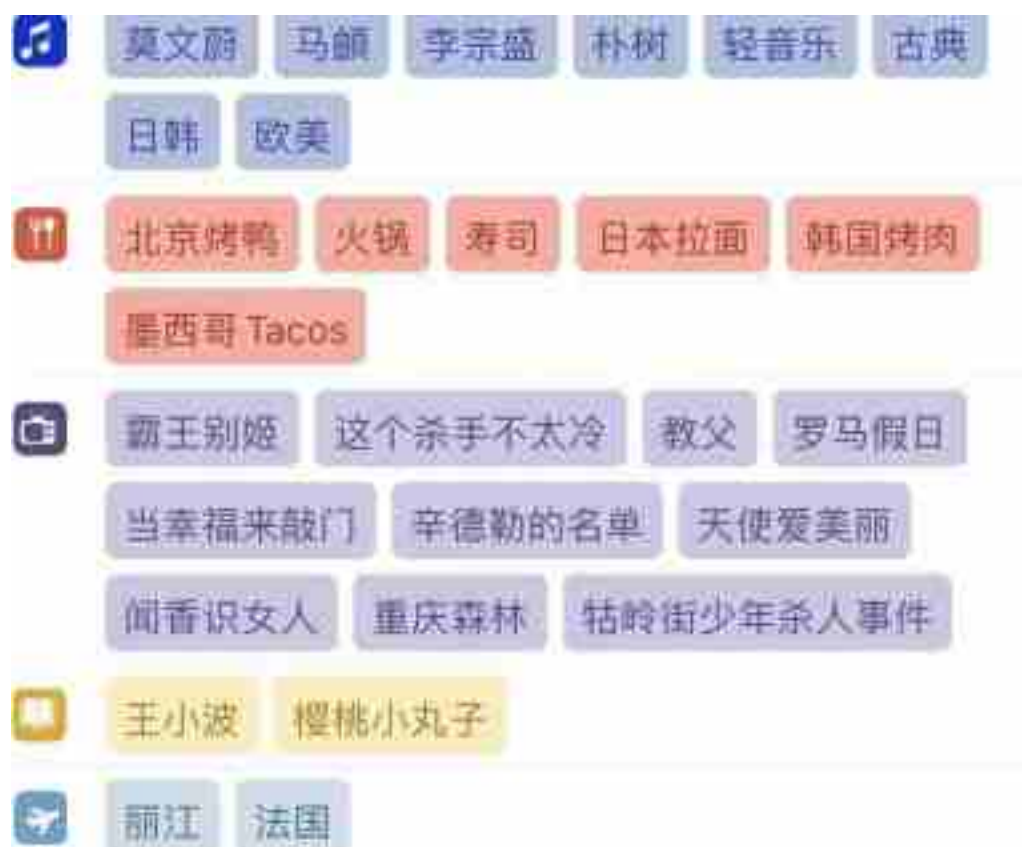 莫文蔚 马頔 李宗盛 朴树 轻音乐 古典
日韩 欧美
北京烤鸭 火锅 寿司 日本拉面 韩国烤肉
墨西哥 Tacos
霸王别姬 这个杀手不太冷 教父 罗马假日
当幸福来敲门 辛德勒的名单 天使爱美丽
闻香识女人 重庆森林 牯岭街少年杀人事件
王小波 樱桃小丸子
丽江 法国